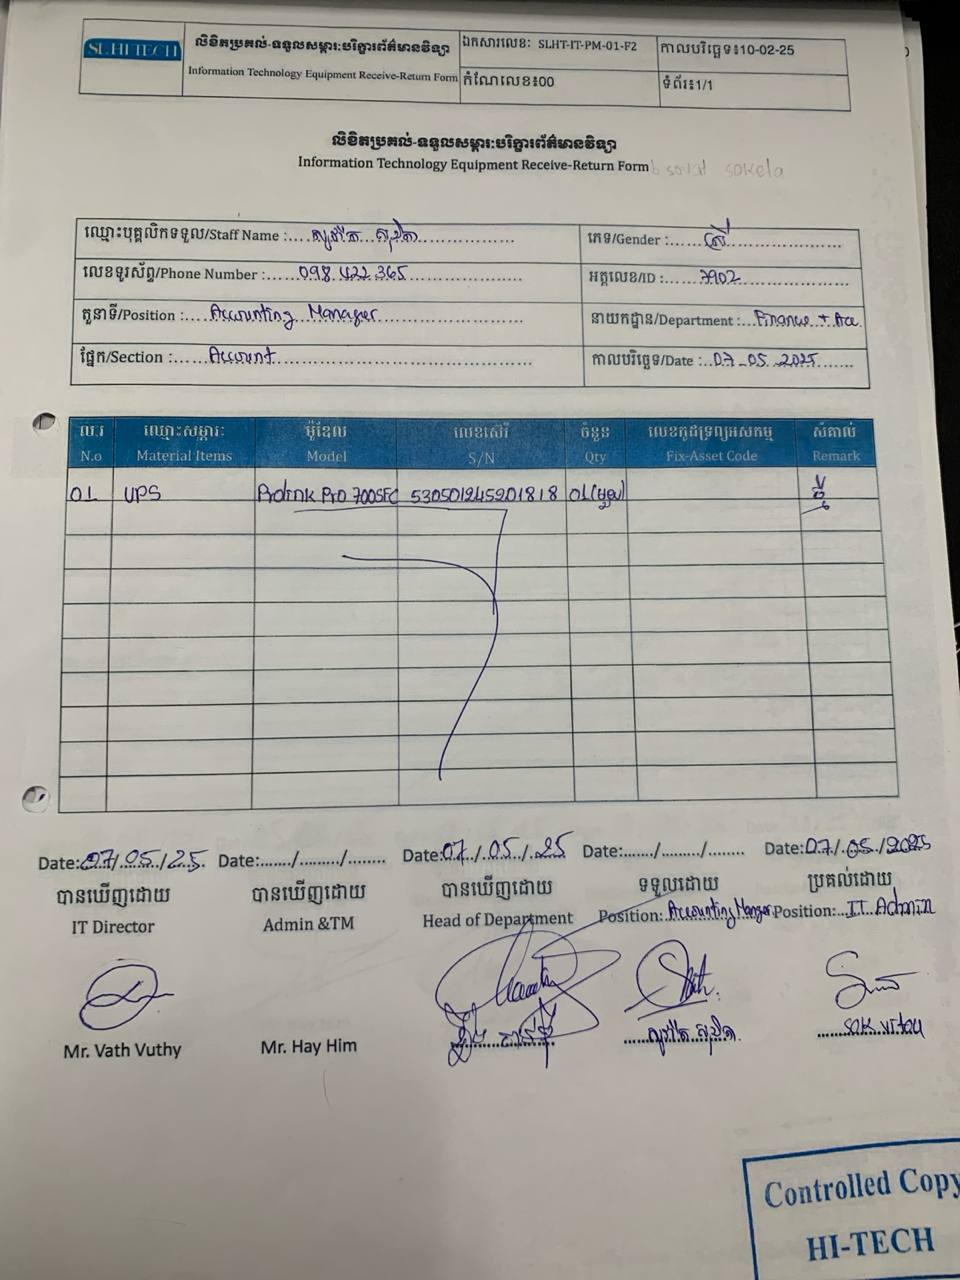 SL HI TECH
លិខិតប្រគល់-ទទួលសម្ភារៈបរិក្ខារព័ត៌មានវិទ្យា
Information Technology Equipment Receive-Return Form
ឯកសារលេខៈ SLHT-IT-PM-01-F2
កាលបរិច្ឆេទ៖10-02-25
កំណែលេខ៖00
ទំព័រ៖1/1
លិខិតប្រគល់-ទទួលសម្ភារៈបរិក្ខារព័ត៌មានវិទ្យា
Information Technology Equipment Receive-Return Form
sokela
ឈ្មោះបុគ្គលិកទទួល/Staff Name :
ភេទ/Gender : ស្រី
លេខទូរស័ព្ទ/Phone Number : 098 422 365
អត្តលេខ/ID : 7902
តួនាទី/Position : Accounting Manager
នាយកដ្ឋាន/Department : Finance + Acc.
ផ្នែក/Section : Account
កាលបរិច្ឆេទ/Date : 07-05-2025
ល.រ ឈ្មោះសម្ភារៈ ម៉ូឌែល លេខស៊េរី ចំនួន លេខកូដទ្រព្យអសកម្ម សំគាល់
N.o Material Items Model S/N Qty Fix-Asset Code Remark
01 UPS Prolink Pro 700SFC 530501245201818 01(មួយ) ថ្មី
Date:07/05/25 Date:....../........./........ Date:07/05/25 Date:....../........./........ Date:07/05/2025
បានឃើញដោយ បានឃើញដោយ បានឃើញដោយ ទទួលដោយ ប្រគល់ដោយ
IT Director Admin &TM Head of Department Position: Accounting Manager Position: IT Admin
Mr. Vath Vuthy Mr. Hay Him
Controlled Copy
HI-TECH